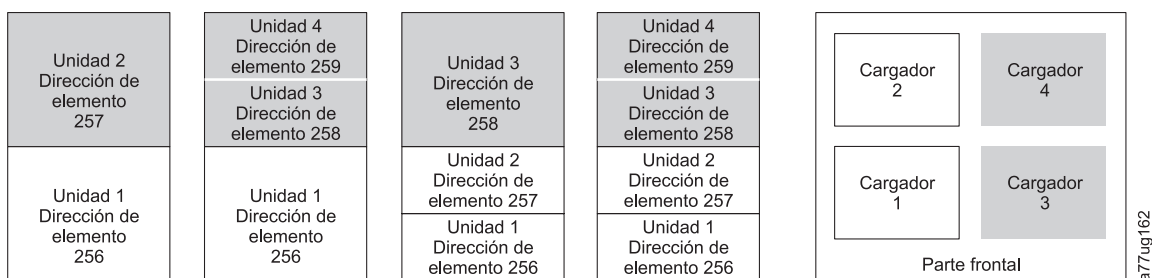 Unidad 2
Dirección de
elemento
257
Unidad 1
Dirección de
elemento
256
Unidad 4
Dirección de
elemento 259
Unidad 3
Dirección de
elemento 258
Unidad 1
Dirección de
elemento
256
Unidad 3
Dirección de
elemento
258
Unidad 2
Dirección de
elemento 257
Unidad 1
Dirección de
elemento 256
Unidad 4
Dirección de
elemento 259
Unidad 3
Dirección de
elemento 258
Unidad 2
Dirección de
elemento 257
Unidad 1
Dirección de
elemento 256
Cargador
2
Cargador
4
Cargador
1
Cargador
3
Parte frontal
a77ug162